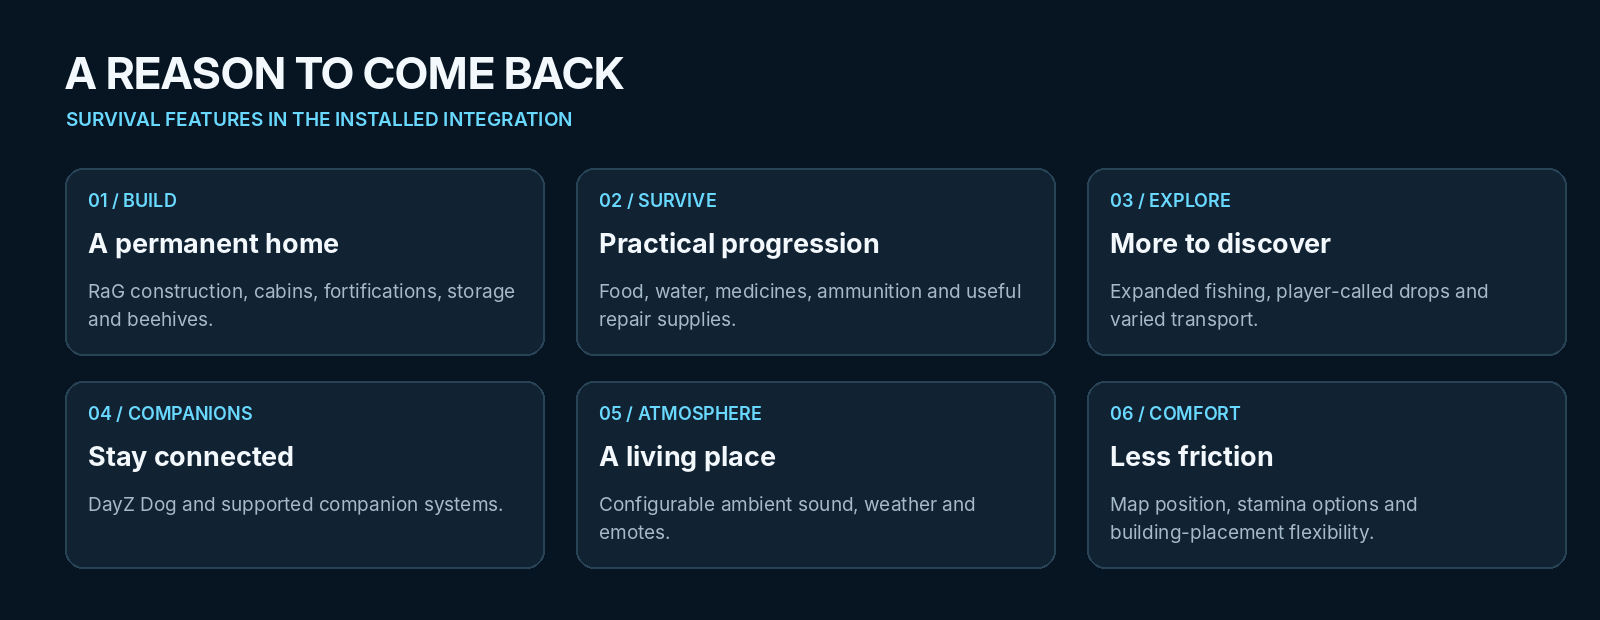 A REASON TO COME BACK
SURVIVAL FEATURES IN THE INSTALLED INTEGRATION
01 / BUILD
A permanent home
RaG construction, cabins, fortifications, storage
and beehives.
02 / SURVIVE
Practical progression
Food, water, medicines, ammunition and useful
repair supplies.
03 / EXPLORE
More to discover
Expanded fishing, player-called drops and
varied transport.
04 / COMPANIONS
Stay connected
DayZ Dog and supported companion systems.
05 / ATMOSPHERE
A living place
Configurable ambient sound, weather and
emotes.
06 / COMFORT
Less friction
Map position, stamina options and
building-placement flexibility.